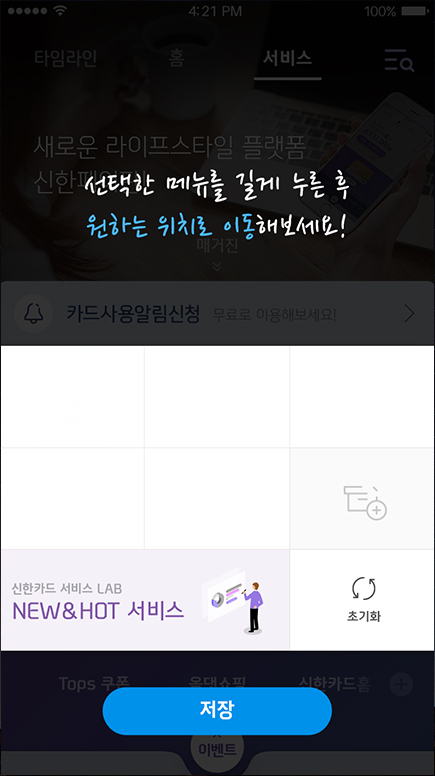 4:21 PM
100%
타임라인
홈
서비스
새로운 라이프스타일 플랫폼
신한페
선택한 메뉴를 길게 누른 후
원하는 위치로 이동해보세요!
매거진
카드사용알림신청 무료로 이용해보세요!
신한카드 서비스 LAB
NEW&HOT 서비스
초기화
Tops 쿠폰
올댓쇼핑
신한카드홈
저장
이벤트